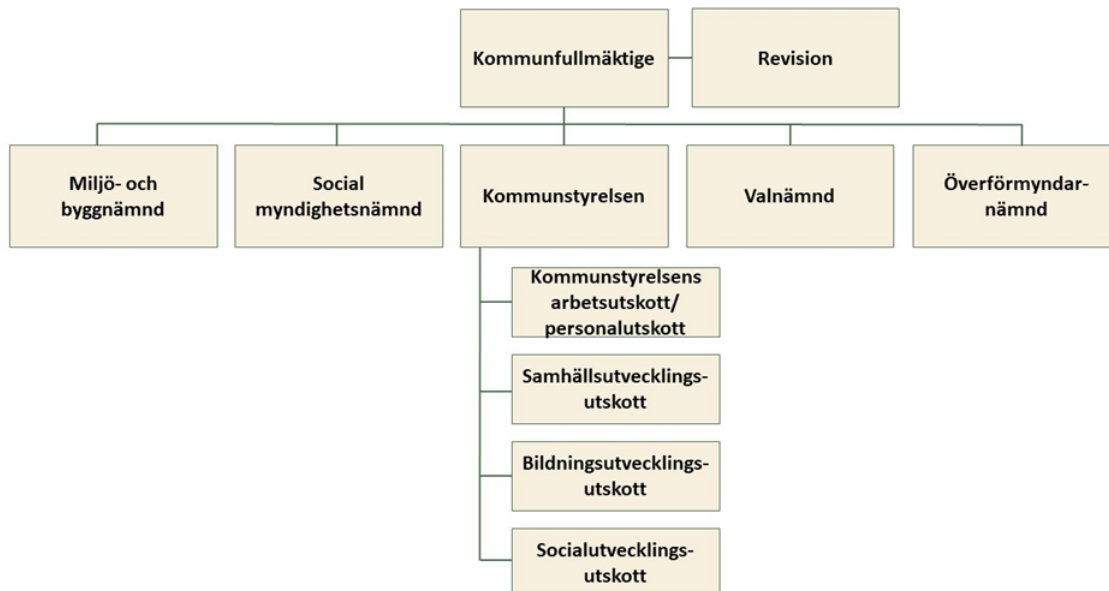 Kommunfullmäktige
Revision
Miljö- och
byggnämnd
Social
myndighetsnämnd
Kommunstyrelsen
Valnämnd
Överförmyndar-
nämnd
Kommunstyrelsens
arbetsutskott/
personalutskott
Samhällsutvecklings-
utskott
Bildningsutvecklings-
utskott
Socialutvecklings-
utskott